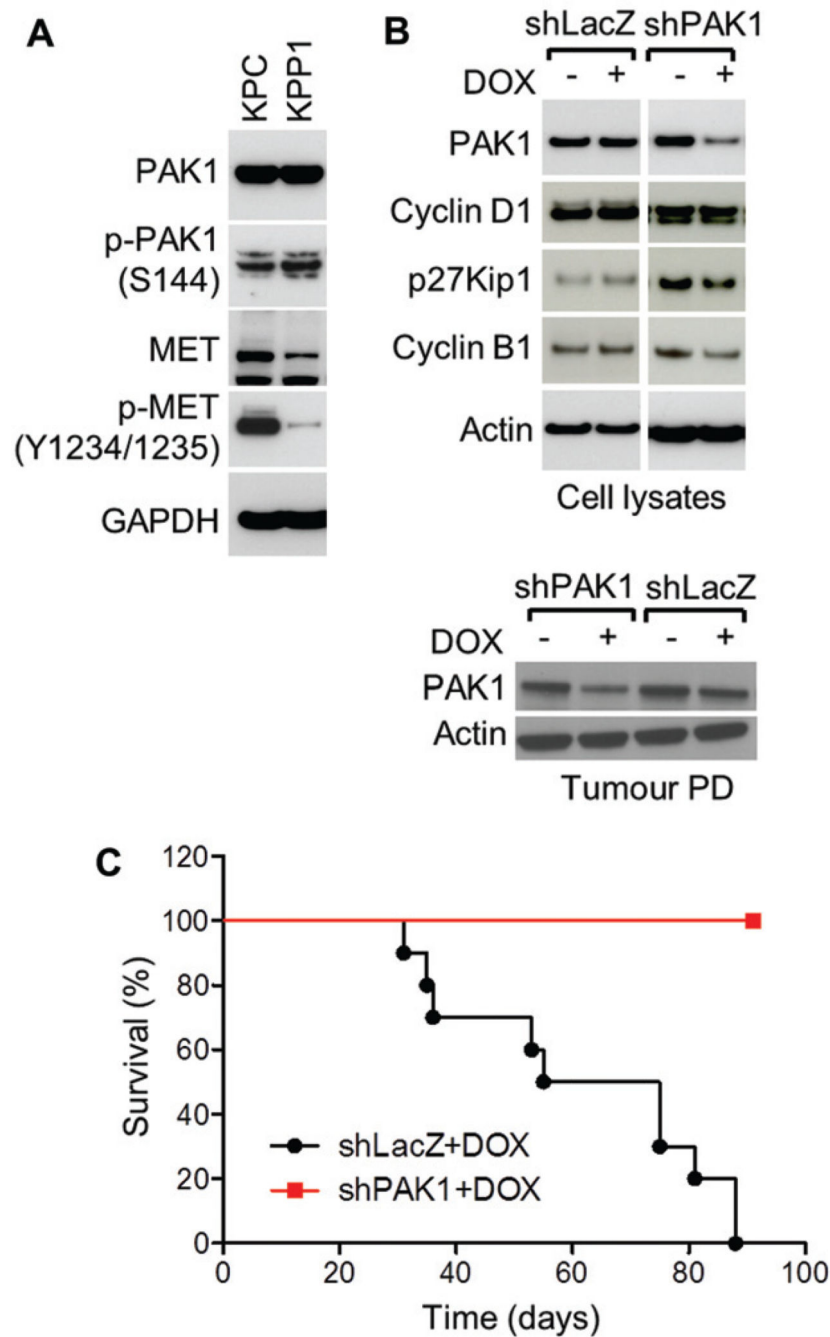 A
KPC KPP1
PAK1
p-PAK1
(S144)
MET
p-MET
(Y1234/1235)
GAPDH
B
shLacZ shPAK1
DOX - + - +
PAK1
Cyclin D1
p27Kip1
Cyclin B1
Actin
Cell lysates
shPAK1 shLacZ
DOX - + - +
PAK1
Actin
Tumour PD
C
Survival (%)
120
100
80
60
40
20
0
shLacZ+DOX
shPAK1+DOX
0 20 40 60 80 100
Time (days)